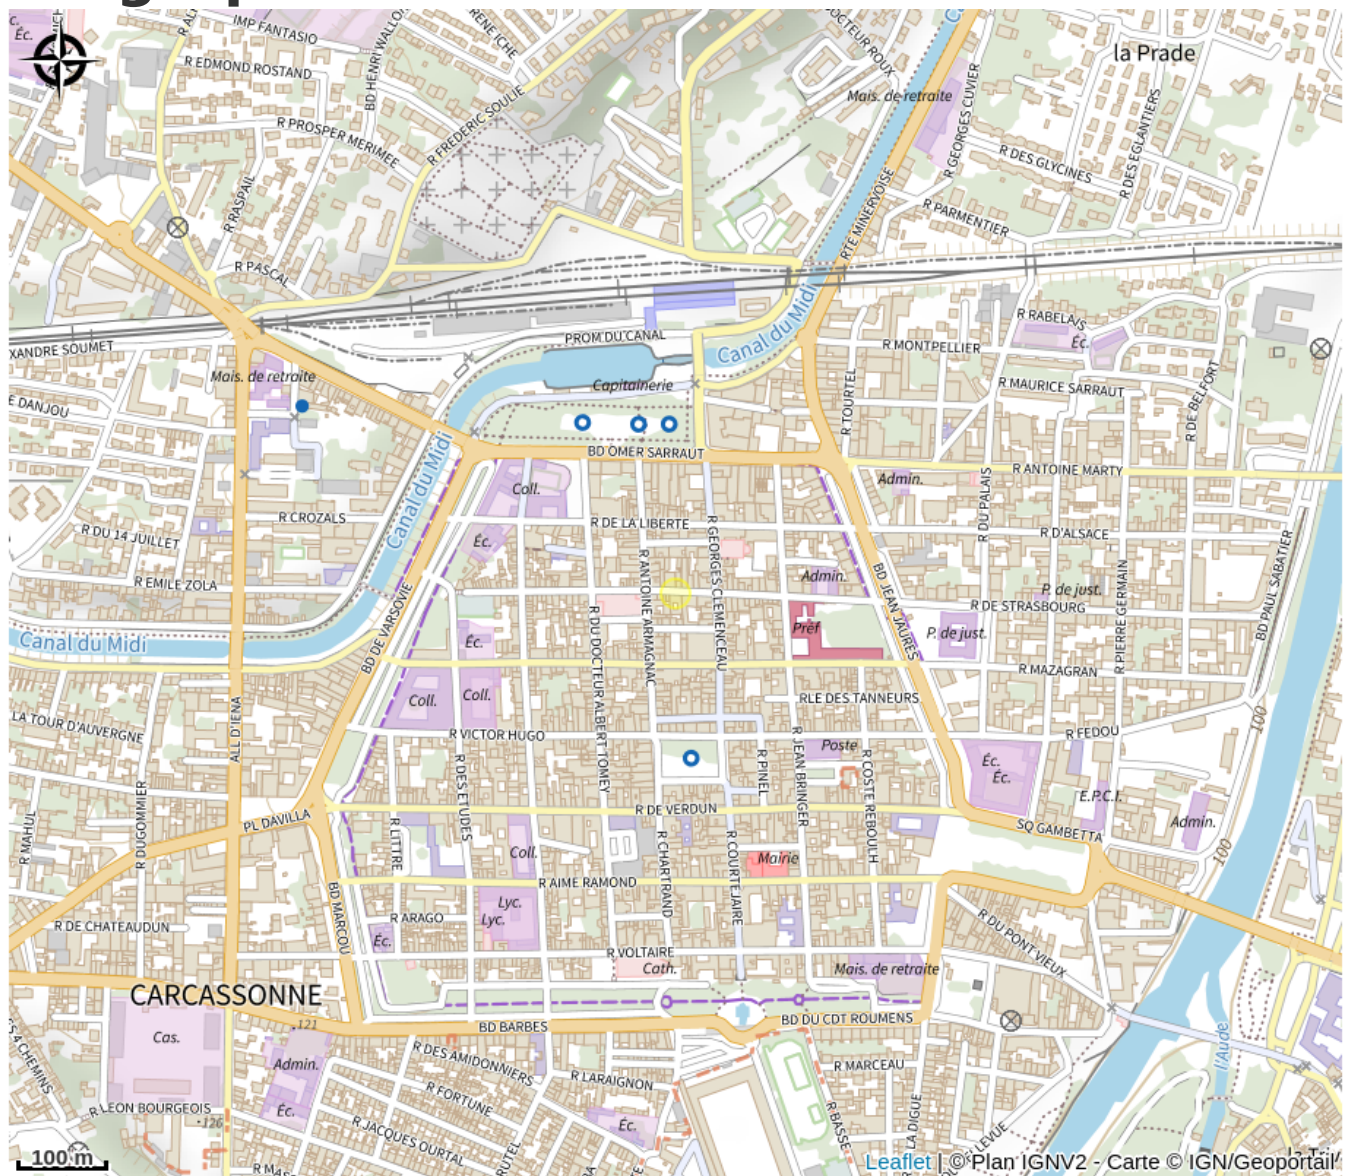 IMP FANTASIO
R RENE ICHE
DOCTEUR ROUX
la Prade
Éc.
R EDMOND ROSTAND
BD HENRI WALLON
R FREDERIC SOULIE
Mais. de retraite
R GEORGES CUVIER
R PROSPER MERIMEE
R DES GLYCINES
R DES EGLANTIERS
R RASPAIL
R PARMENTIER
RTE MINERVOISE
R PASCAL
R RABELAIS
Éc.
PROM DU CANAL
Canal du Midi
R MONTPELLIER
XANDRE SOUMET
Mais. de retraite
Capitainerie
R MAURICE SARRAUT
E DANJOU
R TOURTEL
R DE BELFORT
BD OMER SARRAUT
R ANTOINE MARTY
Canal du Midi
Coll.
Admin.
R DU PALAIS
R CROZALS
R DE LA LIBERTE
R D'ALSACE
R DU 14 JUILLET
Éc.
R GEORGES CLEMENCEAU
R ANTOINE ARMAGNAC
Admin.
BD JEAN JAURES
P. de just.
R PIERRE GERMAIN
BD PAUL SABATIER
R EMILE ZOLA
R DE STRASBOURG
BD DE VARSOVIE
R DU DOCTEUR ALBERT TOMEY
Préf
P. de just.
Canal du Midi
Éc.
R MAZAGRAN
Coll.
Coll.
RLE DES TANNEURS
ALL D'IENA
LA TOUR D'AUVERGNE
R VICTOR HUGO
R FEDOU
100
R DES ETUDES
R PINEL
R JEAN BRINGER
Poste
R COSTE REBOULH
Éc.
Éc.
E.P.C.I.
R DUGOMMIER
R MAHUL
PL DAVILLA
R DE VERDUN
SQ GAMBETTA
Admin.
100
R LITTRE
Coll.
R CHARTRAND
R COURTEJAIRE
Mairie
R AIME RAMOND
BD MARCOU
Lyc.
Lyc.
R DE CHATEAUDUN
R ARAGO
Éc.
R DU PONT VIEUX
R VOLTAIRE
Cath.
Mais. de retraite
CARCASSONNE
121
BD BARBES
BD DU CDT ROUMENS
Cas.
Admin.
R DES AMIDONNIERS
R LARAIGNON
R MARCEAU
l'Aude
R FORTUNE
R LEON BOURGEOIS
Éc.
126
R JACQUES OURTAL
Éc.
R BASSE
LA DIGUE
100 m
Leaflet | © Plan IGNV2 - Carte © IGN/Geoportail